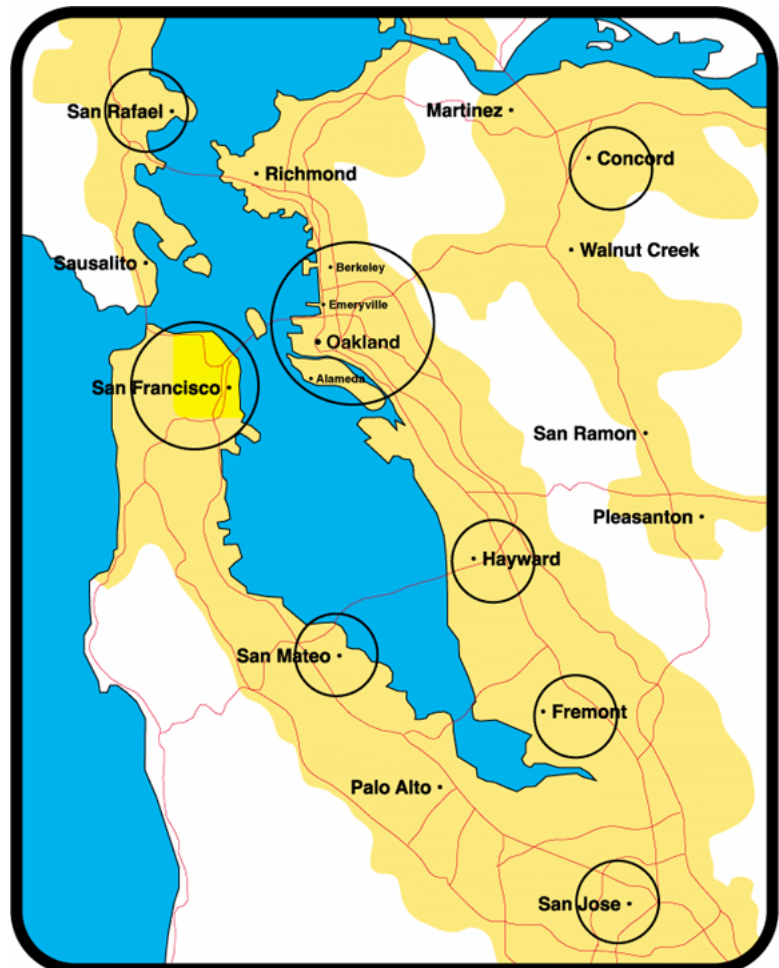 San Rafael
Martinez
Concord
Richmond
Walnut Creek
Sausalito
Berkeley
Emeryville
Oakland
Alameda
San Francisco
San Ramon
Pleasanton
Hayward
San Mateo
Fremont
Palo Alto
San Jose